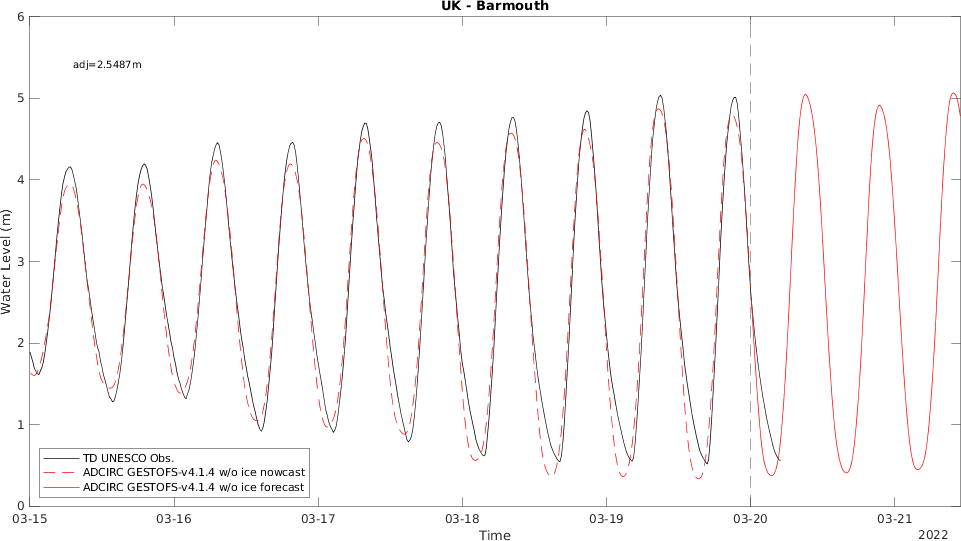 UK - Barmouth
6
adj=2.5487m
5
4
3
Water Level (m)
2
1
TD UNESCO Obs.
ADCIRC GESTOFS-v4.1.4 w/o ice nowcast
ADCIRC GESTOFS-v4.1.4 w/o ice forecast
0
03-15 03-16 03-17 03-18 03-19 03-20 03-21
Time
2022